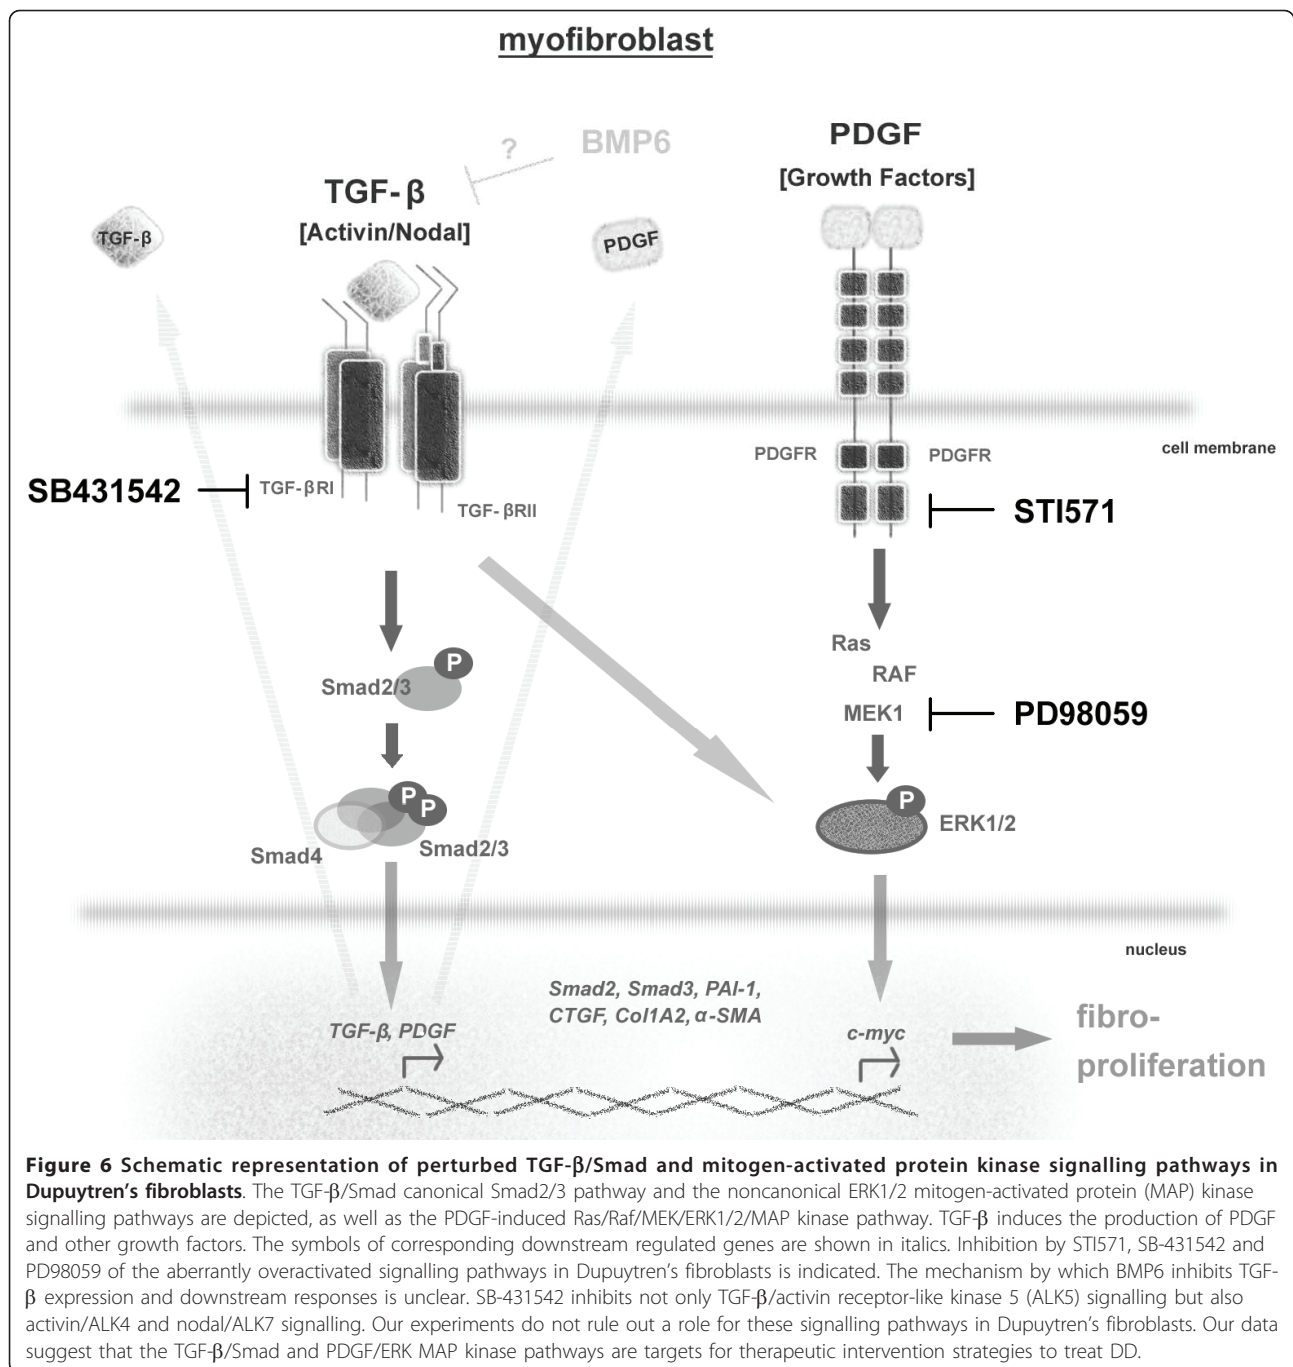 myofibroblast
BMP6
?
PDGF
[Growth Factors]
TGF-β
[Activin/Nodal]
TGF-β
PDGF
cell membrane
PDGFR
PDGFR
SB431542
TGF-βRI
TGF-βRII
STI571
Ras
RAF
MEK1
PD98059
P
Smad2/3
P
P
Smad4
Smad2/3
P
ERK1/2
nucleus
Smad2, Smad3, PAI-1,
CTGF, Col1A2, α-SMA
TGF-β, PDGF
c-myc
fibro-
proliferation
Figure 6 Schematic representation of perturbed TGF-β/Smad and mitogen-activated protein kinase signalling pathways in
Dupuytren's fibroblasts. The TGF-β/Smad canonical Smad2/3 pathway and the noncanonical ERK1/2 mitogen-activated protein (MAP) kinase
signalling pathways are depicted, as well as the PDGF-induced Ras/Raf/MEK/ERK1/2/MAP kinase pathway. TGF-β induces the production of PDGF
and other growth factors. The symbols of corresponding downstream regulated genes are shown in italics. Inhibition by STI571, SB-431542 and
PD98059 of the aberrantly overactivated signalling pathways in Dupuytren's fibroblasts is indicated. The mechanism by which BMP6 inhibits TGF-
β expression and downstream responses is unclear. SB-431542 inhibits not only TGF-β/activin receptor-like kinase 5 (ALK5) signalling but also
activin/ALK4 and nodal/ALK7 signalling. Our experiments do not rule out a role for these signalling pathways in Dupuytren's fibroblasts. Our data
suggest that the TGF-β/Smad and PDGF/ERK MAP kinase pathways are targets for therapeutic intervention strategies to treat DD.